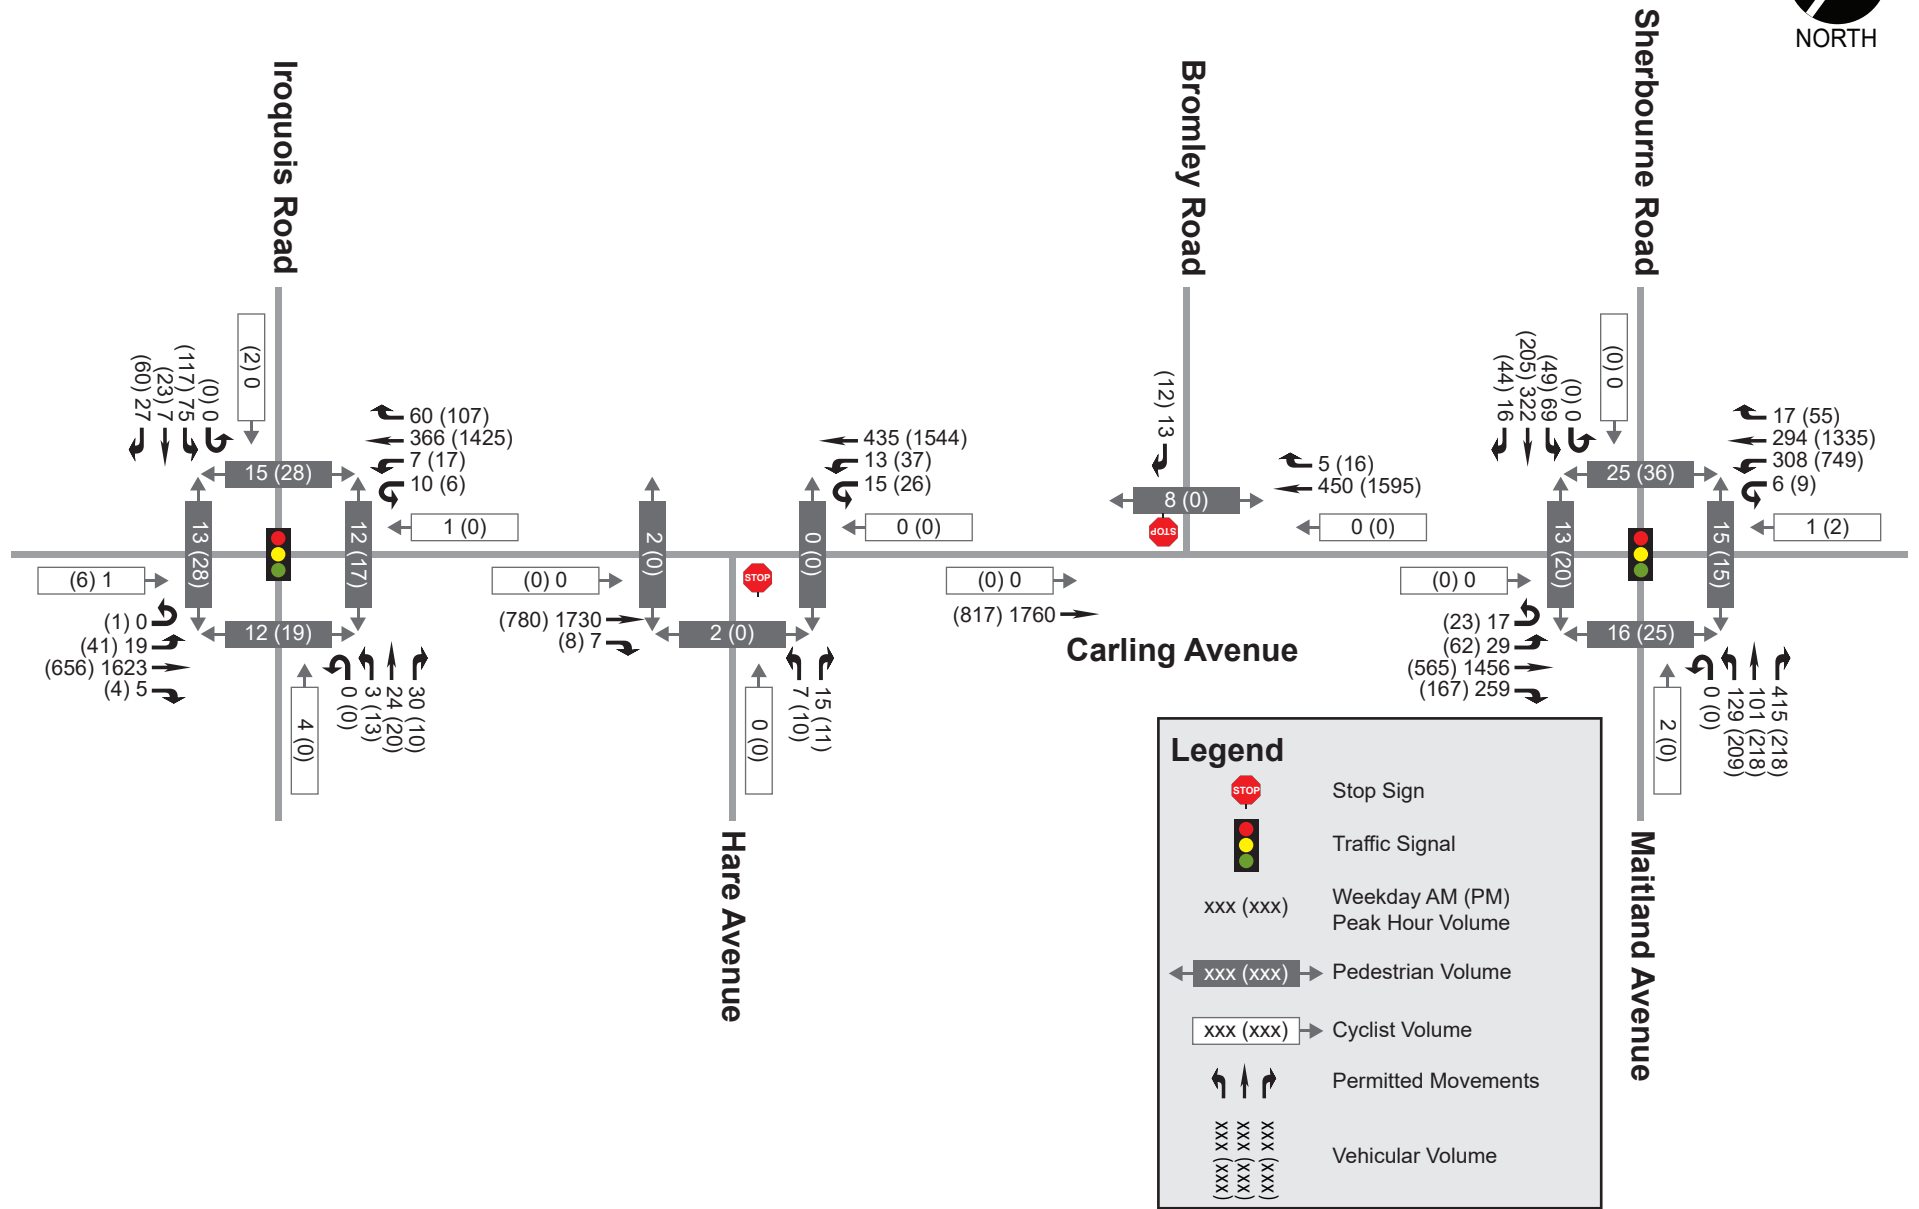 NORTH
Iroquois Road
Bromley Road
Sherbourne Road
(2) 0
(60) 27
(23) 7
(117) 75
(0) 0
60 (107)
366 (1425)
7 (17)
10 (6)
15 (28)
13 (28)
12 (17)
12 (19)
1 (0)
(6) 1
(1) 0
(41) 19
(656) 1623
(4) 5
0 (0)
3 (13)
24 (20)
30 (10)
4 (0)
435 (1544)
13 (37)
15 (26)
2 (0)
0 (0)
0 (0)
STOP
(0) 0
(780) 1730
(8) 7
2 (0)
7 (10)
15 (11)
0 (0)
Hare Avenue
(12) 13
5 (16)
450 (1595)
8 (0)
STOP
0 (0)
(0) 0
(817) 1760
Carling Avenue
(0) 0
(44) 16
(205) 322
(49) 69
(0) 0
17 (55)
294 (1335)
308 (749)
6 (9)
25 (36)
13 (20)
15 (15)
16 (25)
1 (2)
(0) 0
(23) 17
(62) 29
(565) 1456
(167) 259
0 (0)
129 (209)
101 (218)
415 (218)
2 (0)
Maitland Avenue
Legend
STOP
Stop Sign
Traffic Signal
xxx (xxx)
Weekday AM (PM)
Peak Hour Volume
xxx (xxx)
Pedestrian Volume
xxx (xxx)
Cyclist Volume
Permitted Movements
xxx (xxx)
xxx (xxx)
xxx (xxx)
Vehicular Volume